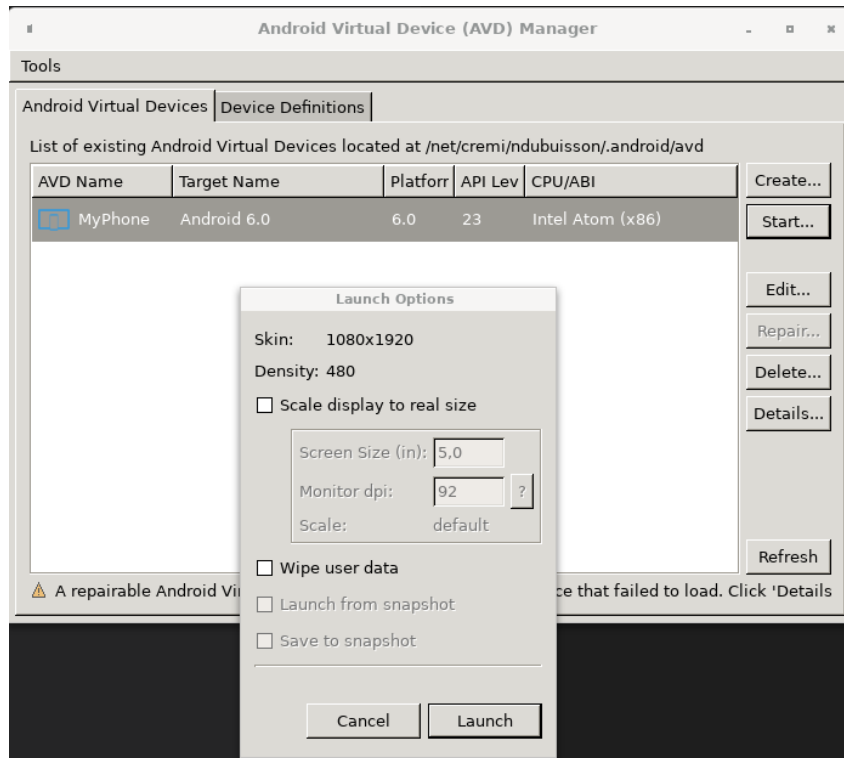 Android Virtual Device (AVD) Manager
Tools
Android Virtual Devices Device Definitions
List of existing Android Virtual Devices located at /net/cremi/ndubuisson/.android/avd
AVD Name Target Name Platforr API Lev CPU/ABI
MyPhone Android 6.0 6.0 23 Intel Atom (x86)
Create...
Start...
Edit...
Repair...
Delete...
Details...
Refresh
A repairable Android Vi
ce that failed to load. Click 'Details
Launch Options
Skin: 1080x1920
Density: 480
Scale display to real size
Screen Size (in): 5,0
Monitor dpi: 92 ?
Scale: default
Wipe user data
Launch from snapshot
Save to snapshot
Cancel Launch